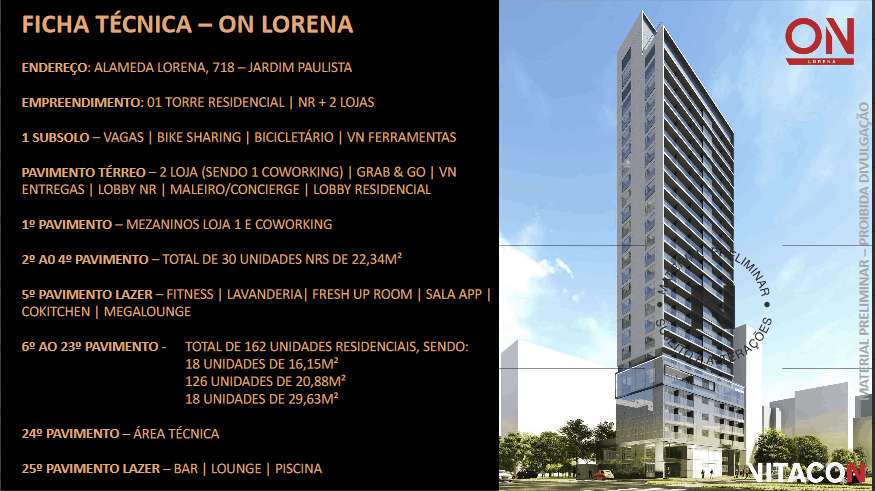 FICHA TÉCNICA – ON LORENA
ENDEREÇO: ALAMEDA LORENA, 718 – JARDIM PAULISTA
EMPREENDIMENTO: 01 TORRE RESIDENCIAL | NR + 2 LOJAS
1 SUBSOLO – VAGAS | BIKE SHARING | BICICLETÁRIO | VN FERRAMENTAS
PAVIMENTO TÉRREO – 2 LOJA (SENDO 1 COWORKING) | GRAB & GO | VN
ENTREGAS | LOBBY NR | MALEIRO/CONCIERGE | LOBBY RESIDENCIAL
1º PAVIMENTO – MEZANINOS LOJA 1 E COWORKING
2º A0 4º PAVIMENTO – TOTAL DE 30 UNIDADES NRS DE 22,34M²
5º PAVIMENTO LAZER – FITNESS | LAVANDERIA| FRESH UP ROOM | SALA APP |
COKITCHEN | MEGALOUNGE
6º AO 23º PAVIMENTO - TOTAL DE 162 UNIDADES RESIDENCIAIS, SENDO:
18 UNIDADES DE 16,15M²
126 UNIDADES DE 20,88M²
18 UNIDADES DE 29,63M²
24º PAVIMENTO – ÁREA TÉCNICA
25º PAVIMENTO LAZER – BAR | LOUNGE | PISCINA
ON
LORENA
MATERIAL PRELIMINAR – PROIBIDA DIVULGAÇÃO
PRELIMINAR
ALTERAÇÕES
VITACON